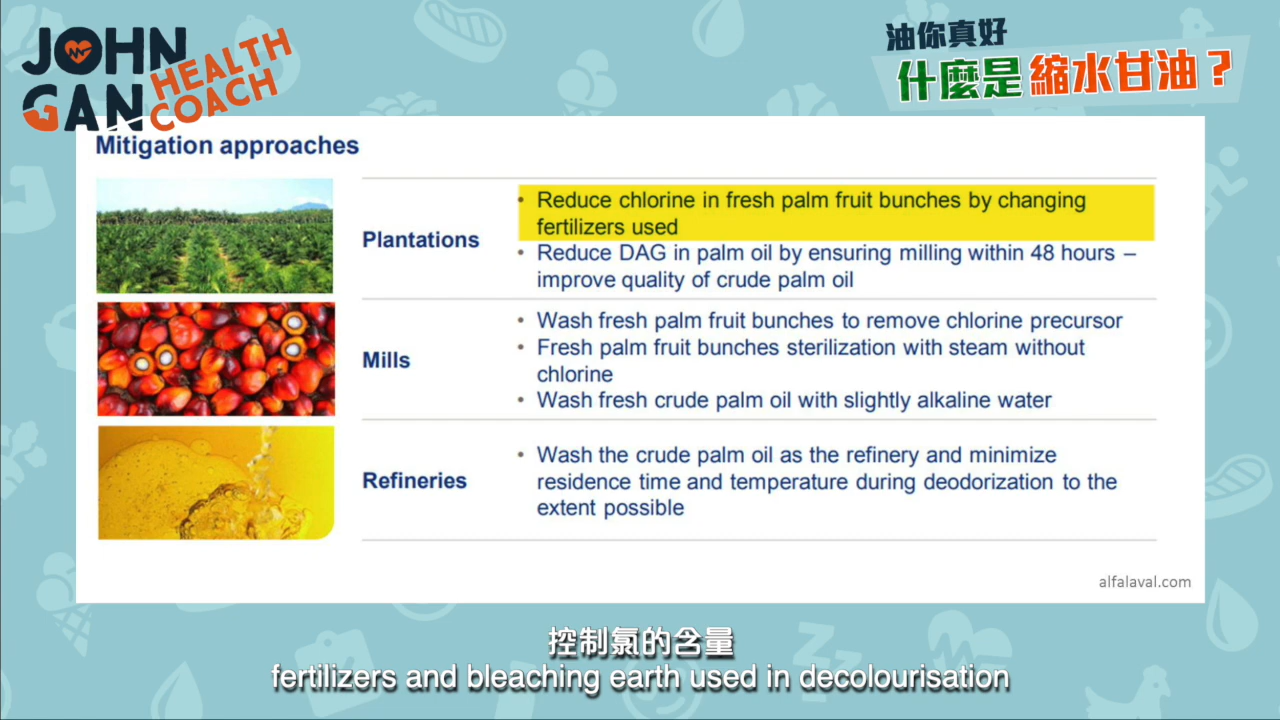 JOHN
GAN
HEALTH
COACH
油你真好
什麼是縮水甘油？
Mitigation approaches
Plantations
• Reduce chlorine in fresh palm fruit bunches by changing
fertilizers used
• Reduce DAG in palm oil by ensuring milling within 48 hours –
improve quality of crude palm oil
Mills
• Wash fresh palm fruit bunches to remove chlorine precursor
• Fresh palm fruit bunches sterilization with steam without
chlorine
• Wash fresh crude palm oil with slightly alkaline water
Refineries
• Wash the crude palm oil as the refinery and minimize
residence time and temperature during deodorization to the
extent possible
alfalaval.com
控制氯的含量
fertilizers and bleaching earth used in decolourisation